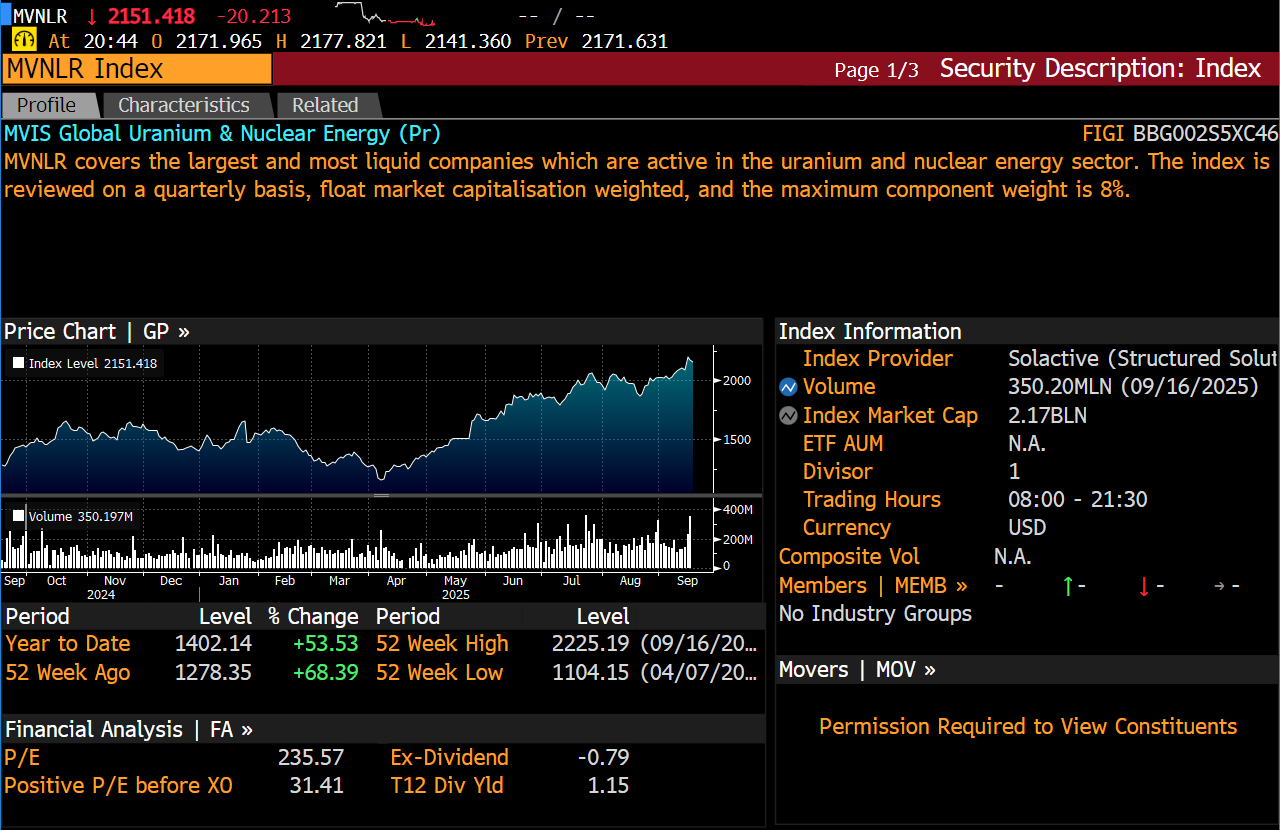 MVNLR ↓ 2151.418 -20.213 -- / --
At 20:44 O 2171.965 H 2177.821 L 2141.360 Prev 2171.631
MVNLR Index Page 1/3 Security Description: Index
Profile Characteristics Related
MVIS Global Uranium & Nuclear Energy (Pr) FIGI BBG002S5XC46
MVNLR covers the largest and most liquid companies which are active in the uranium and nuclear energy sector. The index is
reviewed on a quarterly basis, float market capitalisation weighted, and the maximum component weight is 8%.
Price Chart | GP »
Index Level 2151.418
2000
1500
Volume 350.197M
400M
200M
0
Sep Oct Nov Dec Jan Feb Mar Apr May Jun Jul Aug Sep
2024 2025
Period Level % Change Period Level
Year to Date 1402.14 +53.53 52 Week High 2225.19 (09/16/20…
52 Week Ago 1278.35 +68.39 52 Week Low 1104.15 (04/07/20…
Financial Analysis | FA »
P/E 235.57 Ex-Dividend -0.79
Positive P/E before XO 31.41 T12 Div Yld 1.15
Index Information
Index Provider Solactive (Structured Solut
Volume 350.20MLN (09/16/2025)
Index Market Cap 2.17BLN
ETF AUM N.A.
Divisor 1
Trading Hours 08:00 - 21:30
Currency USD
Composite Vol N.A.
Members | MEMB » - ↑- ↓- →-
No Industry Groups
Movers | MOV »
Permission Required to View Constituents